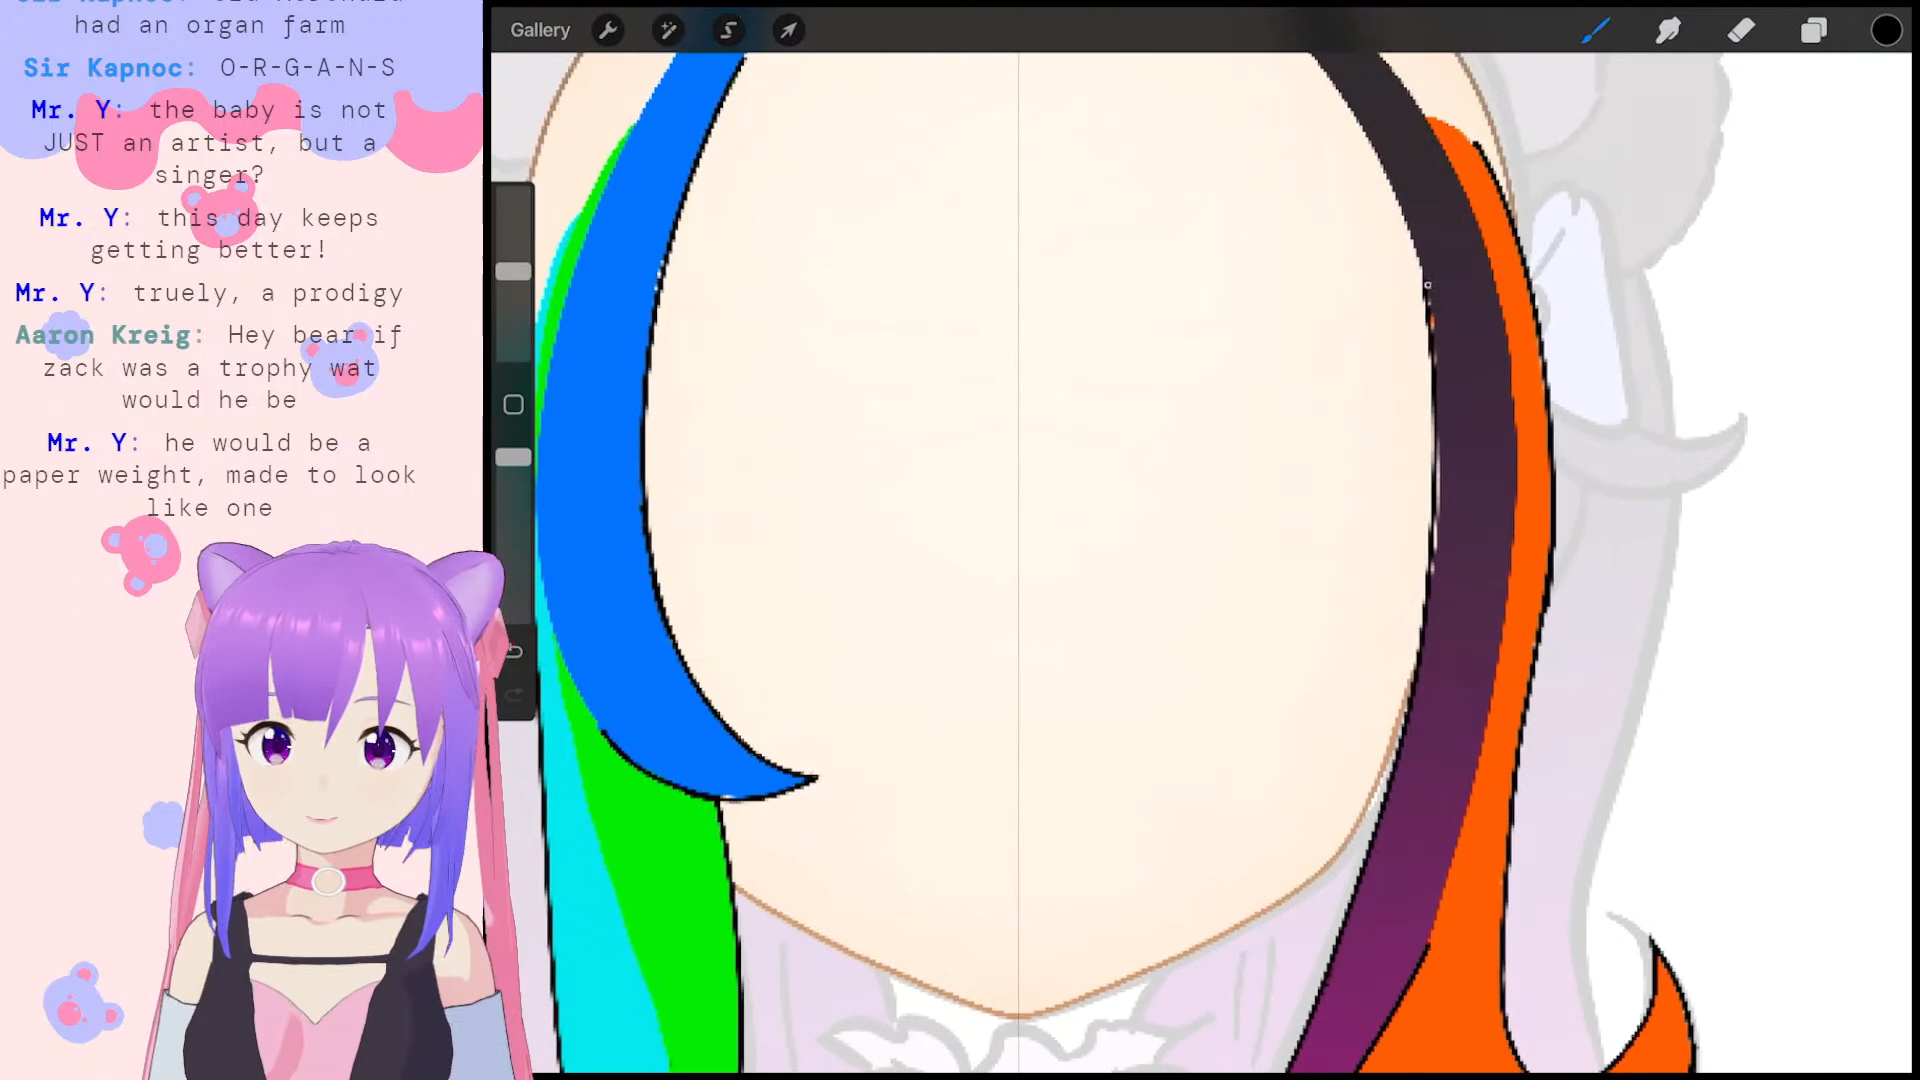 had an organ farm
Sir Kapnoc: O-R-G-A-N-S
Mr. Y: the baby is not
JUST an artist, but a
singer?
Mr. Y: this day keeps
getting better!
Mr. Y: truely, a prodigy
Aaron Kreig: Hey bear if
zack was a trophy wat
would he be
Mr. Y: he would be a
paper weight, made to look
like one
Gallery